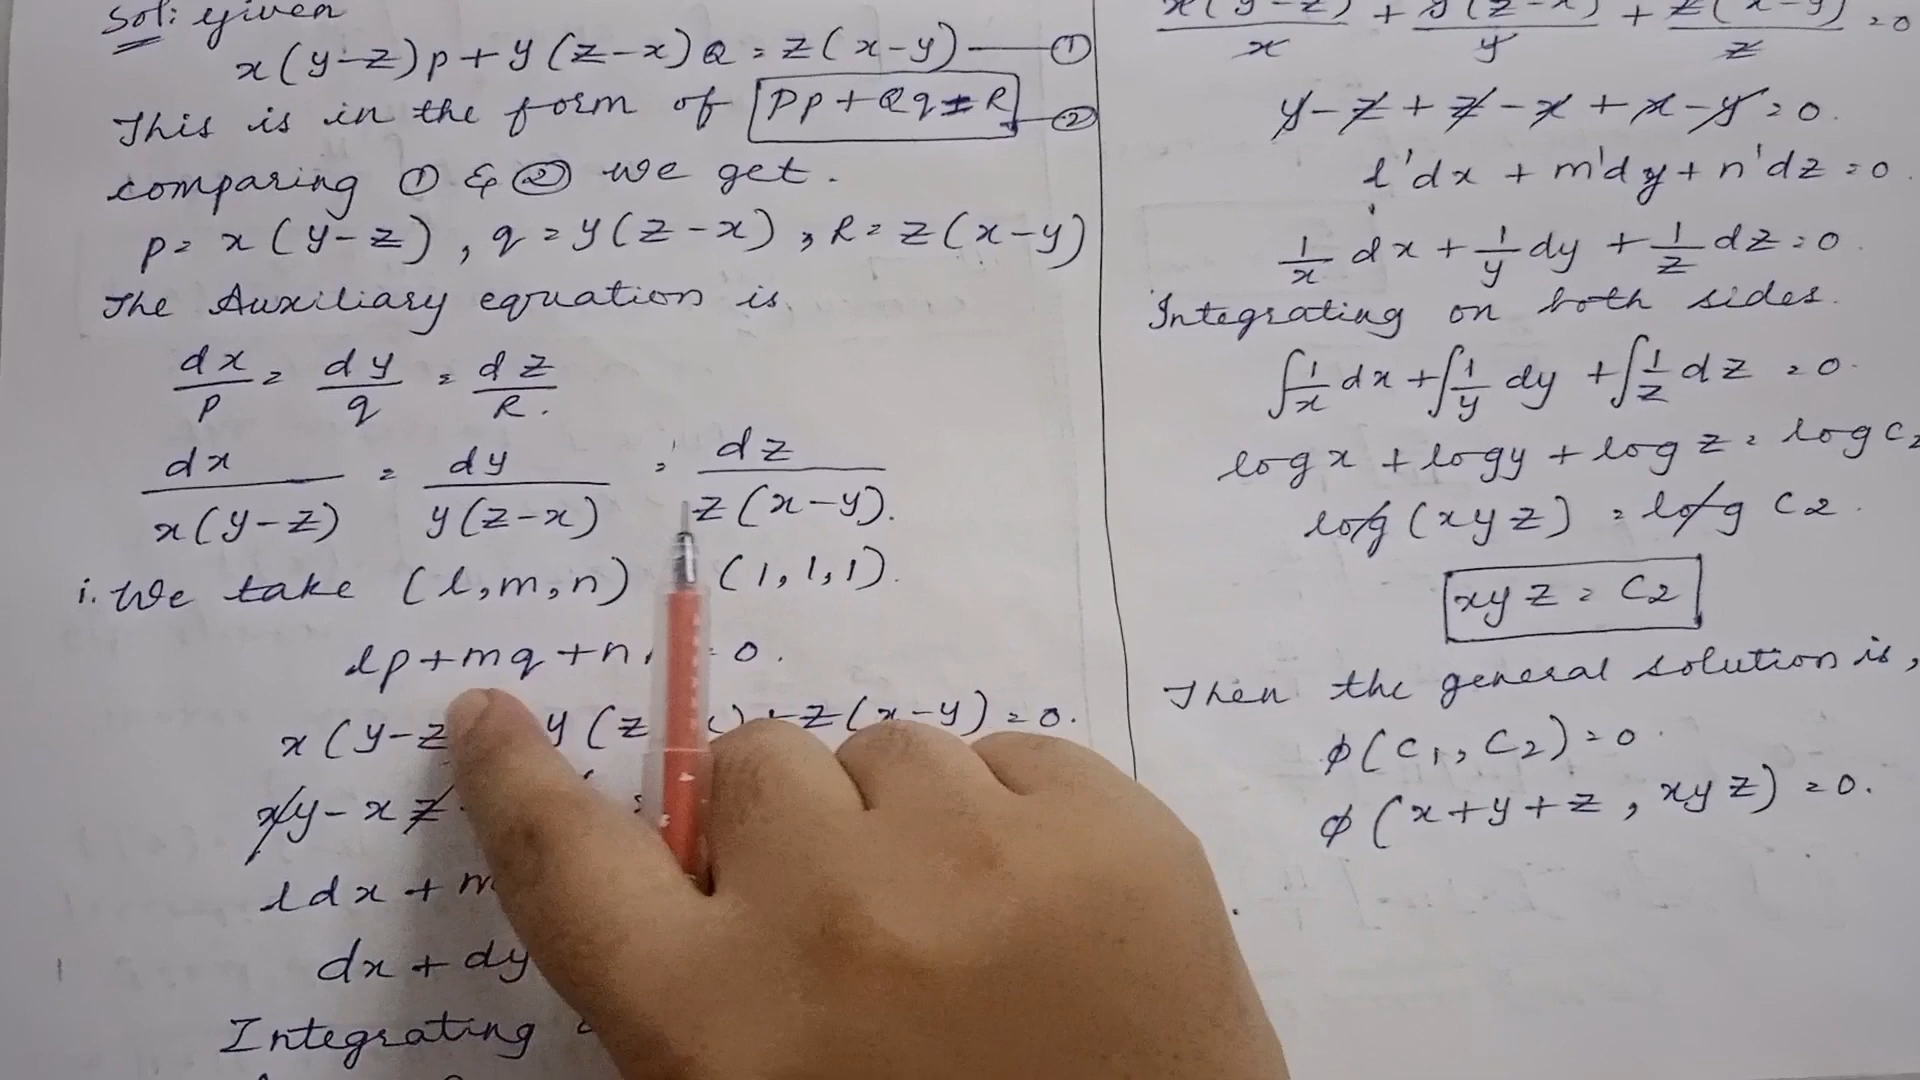 Sol: given
x(y-z)p+y(z-x)Q = z(x-y) ①
This is in the form of Pp+Qq=R ②
comparing ① & ② we get.
P= x(y-z), q=y(z-x), R= z(x-y)
The Auxiliary equation is
dx/P = dy/q = dz/R.
dx/x(y-z) = dy/y(z-x) = dz/z(x-y).
i. We take (l,m,n) (1,1,1).
lp+mq+n 0.
x(y-z y(z ) + z(x-y) =0.
xy-xz
ldx+m
dx+dy
Integrating
x(y-z)/x + y(z-x)/y + z(x-y)/z =0
y-z+z-x+x-y=0.
l'dx + m'dy + n'dz=0.
1/x dx + 1/y dy + 1/z dz=0.
Integrating on both sides.
∫1/x dx+∫1/y dy+∫1/z dz =0.
log x + log y + log z = log C2
log (xyz) = log C2.
xyz = C2
Then the general solution is,
ϕ(C1, C2)=0.
ϕ(x+y+z, xyz)=0.